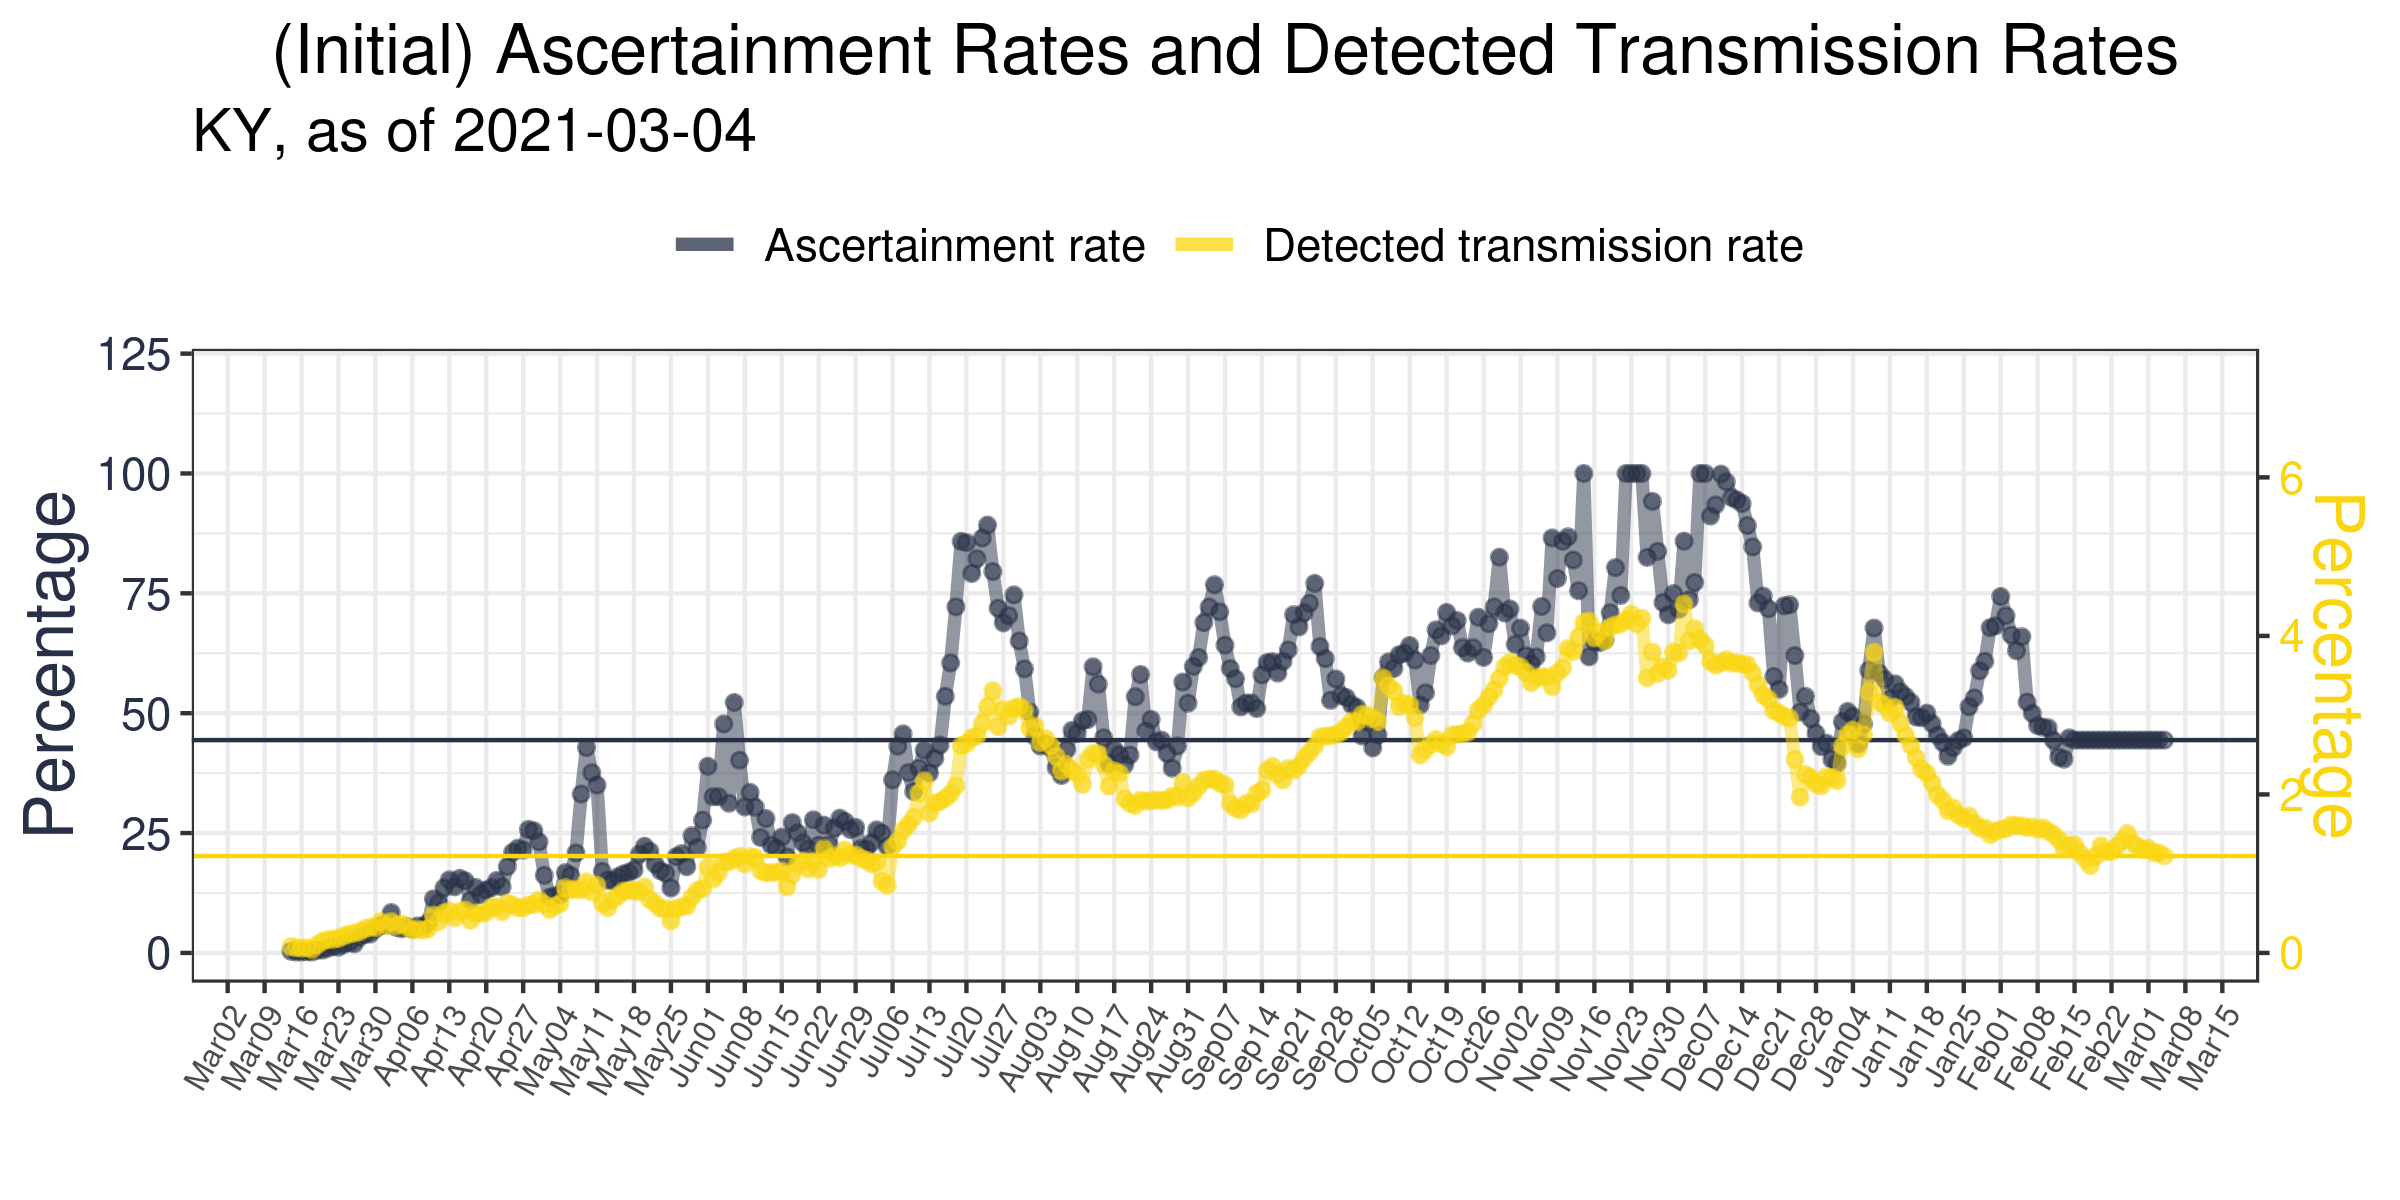 (Initial) Ascertainment Rates and Detected Transmission Rates
KY, as of 2021-03-04
Ascertainment rate
Detected transmission rate
Percentage
125
100
75
50
25
0
6
4
2
0
Percentage
Mar02
Mar09
Mar16
Mar23
Mar30
Apr06
Apr13
Apr20
Apr27
May04
May11
May18
May25
Jun01
Jun08
Jun15
Jun22
Jun29
Jul06
Jul13
Jul20
Jul27
Aug03
Aug10
Aug17
Aug24
Aug31
Sep07
Sep14
Sep21
Sep28
Oct05
Oct12
Oct19
Oct26
Nov02
Nov09
Nov16
Nov23
Nov30
Dec07
Dec14
Dec21
Dec28
Jan04
Jan11
Jan18
Jan25
Feb01
Feb08
Feb15
Feb22
Mar01
Mar08
Mar15